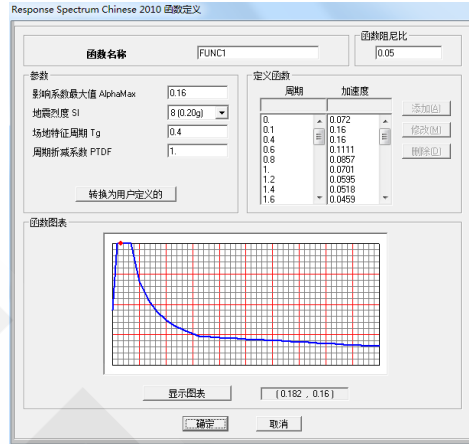 Response Spectrum Chinese 2010 函数定义
函数名称
FUNC1
函数阻尼比
0.05
参数
影响系数最大值 AlphaMax
0.16
地震烈度 SI
8 (0.20g)
场地特征周期 Tg
0.4
周期折减系数 PTDF
1.
转换为用户定义的
定义函数
周期 加速度
0. 0.072
0.1 0.16
0.4 0.16
0.6 0.1111
0.8 0.0857
1. 0.0701
1.2 0.0595
1.4 0.0518
1.6 0.0459
添加(A)
修改(M)
删除(D)
函数图表
显示图表
(0.182 , 0.16)
确定
取消